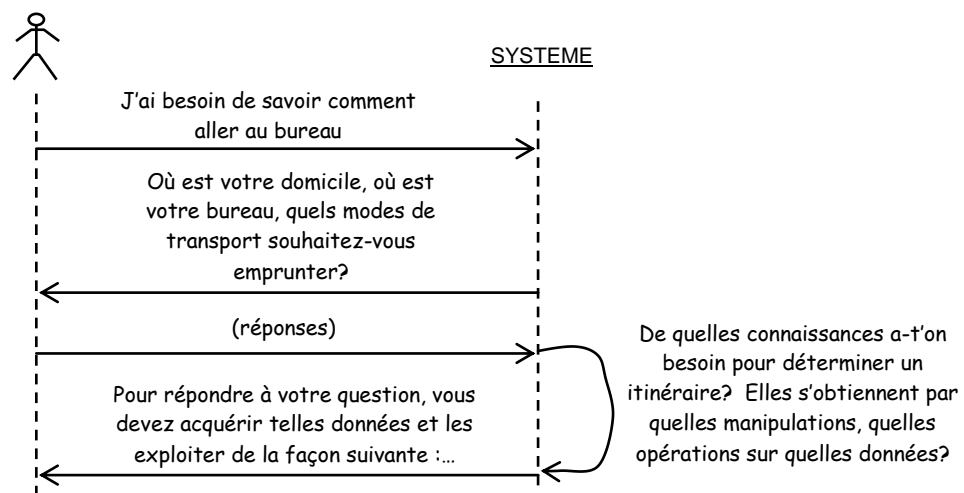 SYSTEME
J'ai besoin de savoir comment
aller au bureau
Où est votre domicile, où est
votre bureau, quels modes de
transport souhaitez-vous
emprunter?
(réponses)
De quelles connaissances a-t'on
besoin pour déterminer un
itinéraire?  Elles s'obtiennent par
quelles manipulations, quelles
opérations sur quelles données?
Pour répondre à votre question, vous
devez acquérir telles données et les
exploiter de la façon suivante :…